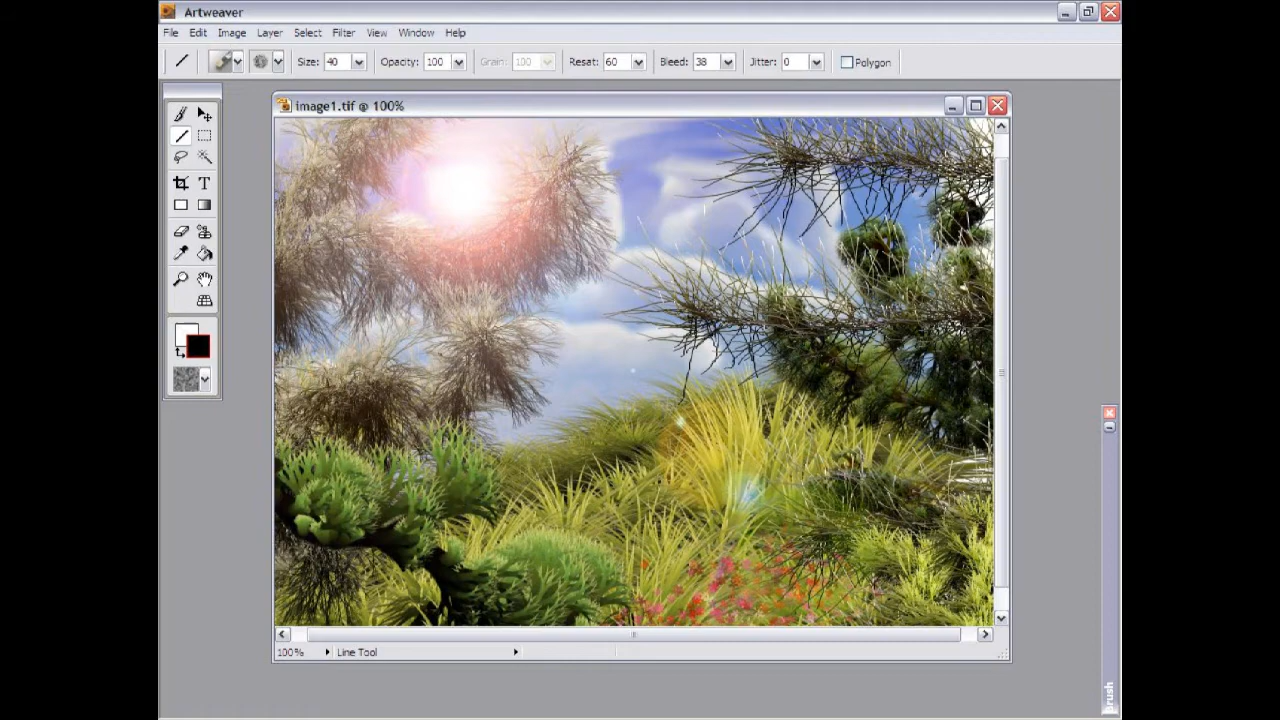 Artweaver
File Edit Image Layer Select Filter View Window Help
Size: 40 Opacity: 100 Grain: 100 Resat: 60 Bleed: 38 Jitter: 0 Polygon
image1.tif @ 100%
T
100% Line Tool